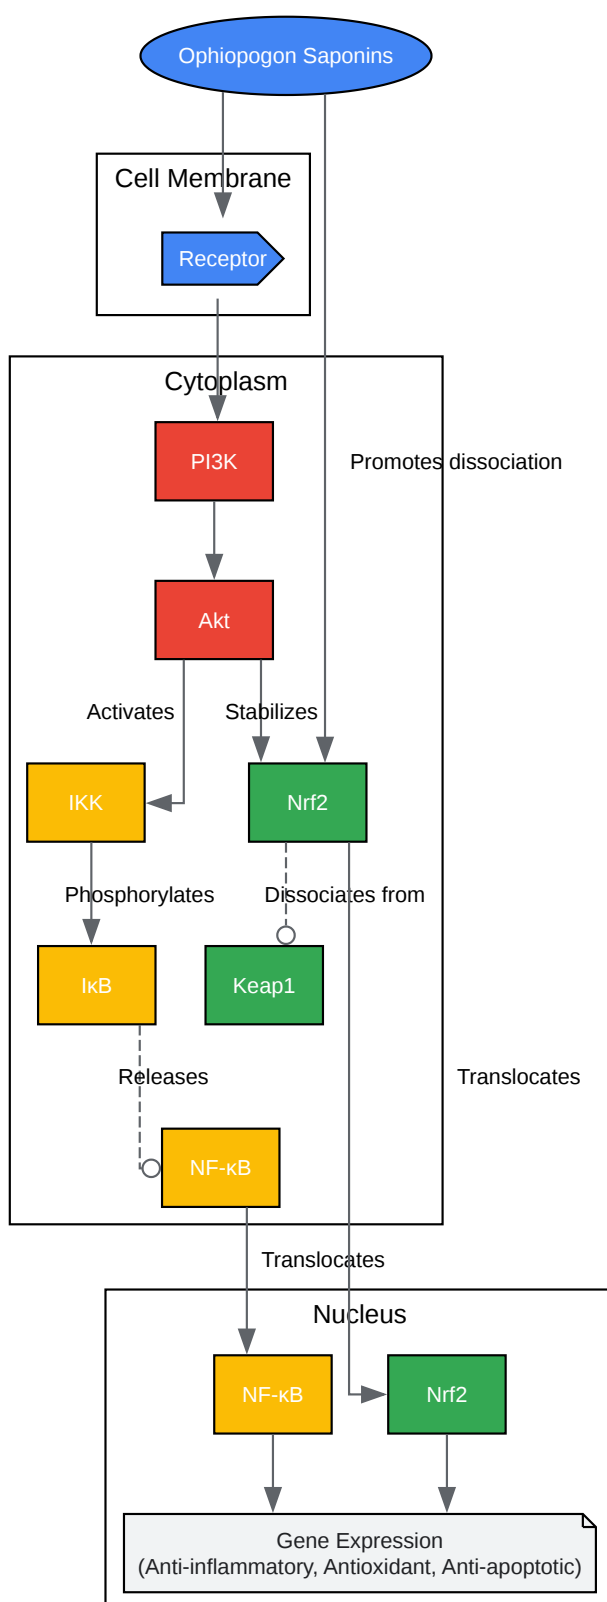 Ophiopogon Saponins
Cell Membrane
Receptor
Cytoplasm
PI3K
Promotes dissociation
Akt
Activates
Stabilizes
IKK
Nrf2
Phosphorylates
Dissociates from
IκB
Keap1
Releases
Translocates
NF-κB
Translocates
Nucleus
NF-κB
Nrf2
Gene Expression
(Anti-inflammatory, Antioxidant, Anti-apoptotic)